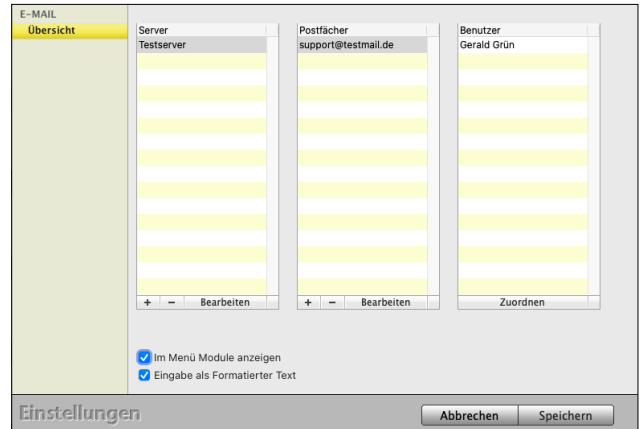 E-MAIL
Übersicht
Server
Testserver
+ − Bearbeiten
Postfächer
support@testmail.de
+ − Bearbeiten
Benutzer
Gerald Grün
Zuordnen
Im Menü Module anzeigen
Eingabe als Formatierter Text
Einstellungen
Abbrechen
Speichern